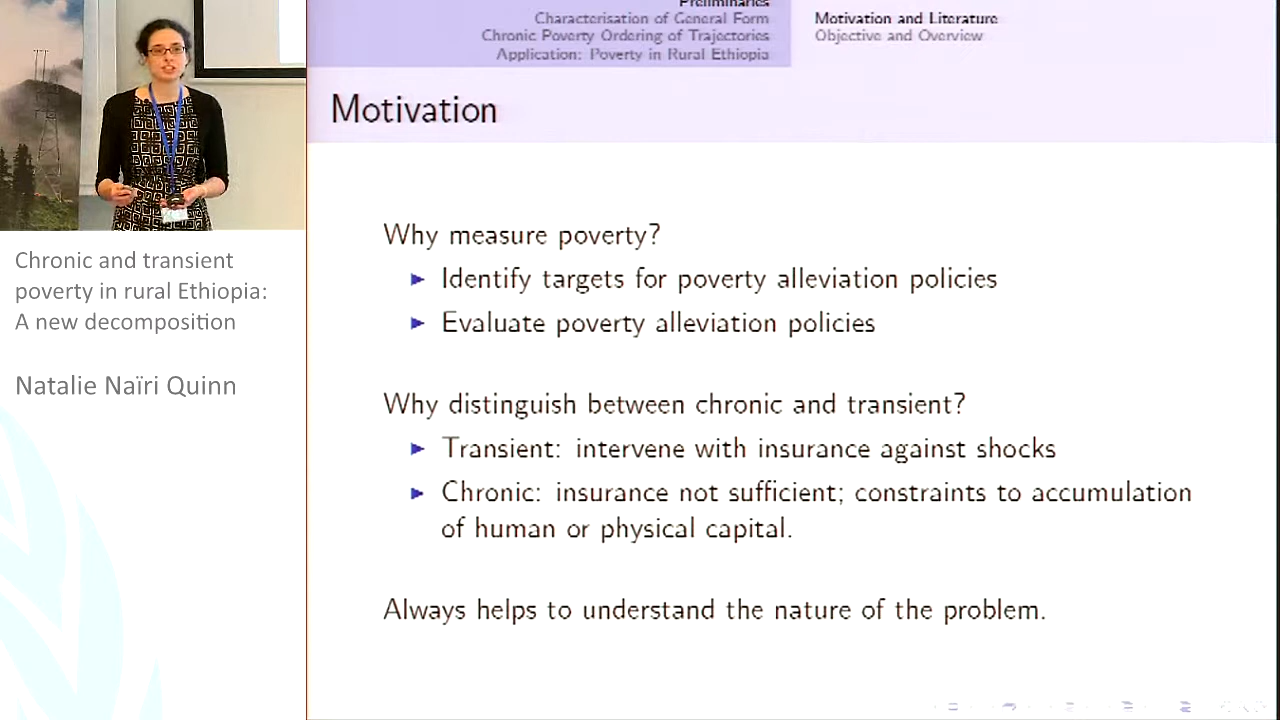 Preliminaries
Characterisation of General Form
Chronic Poverty Ordering of Trajectories
Application: Poverty in Rural Ethiopia
Motivation and Literature
Objective and Overview
Motivation
Chronic and transient
poverty in rural Ethiopia:
A new decomposition
Natalie Naïri Quinn
Why measure poverty?
► Identify targets for poverty alleviation policies
► Evaluate poverty alleviation policies
Why distinguish between chronic and transient?
► Transient: intervene with insurance against shocks
► Chronic: insurance not sufficient; constraints to accumulation
of human or physical capital.
Always helps to understand the nature of the problem.